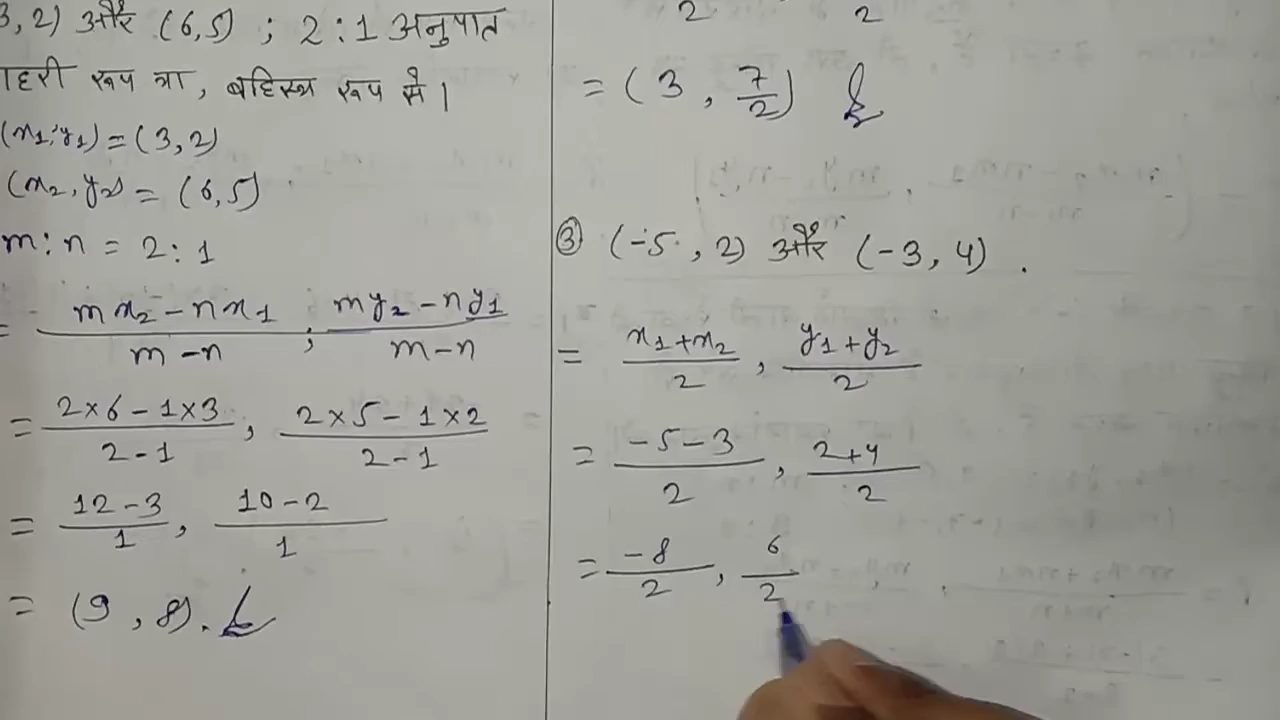 3, 2) और (6, 5) ; 2 : 1 अनुपात
रूप
, बहिस्त रूप से ।
(x1, y1) = (3, 2)
(x2, y2) = (6, 5)
m : n = 2 : 1
= mx2 - nx1 / m - n , my2 - ny1 / m - n
= 2×6 - 1×3 / 2 - 1 , 2×5 - 1×2 / 2 - 1
= 12 - 3 / 1 , 10 - 2 / 1
= (9 , 8).
2 2
= (3 , 7/2)
③ (-5 , 2) और (-3, 4) .
= x1 + x2 / 2 , y1 + y2 / 2
= -5 - 3 / 2 , 2 + 4 / 2
= -8 / 2 , 6 / 2